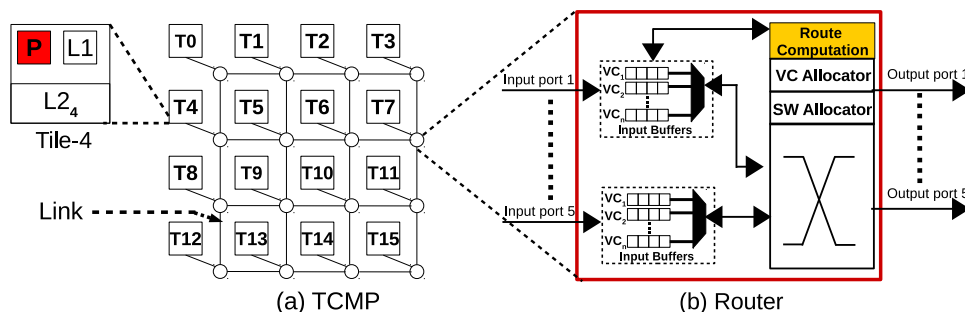 P
L1
L2₄
Tile-4
T0
T1
T2
T3
T4
T5
T6
T7
T8
T9
T10
T11
T12
T13
T14
T15
Link
(a) TCMP
Input port 1
VC₁
VC₂
VCₙ
Input Buffers
Input port 5
VC₁
VC₂
VCₙ
Input Buffers
Route
Computation
VC Allocator
SW Allocator
Output port 1
Output port 5
(b) Router